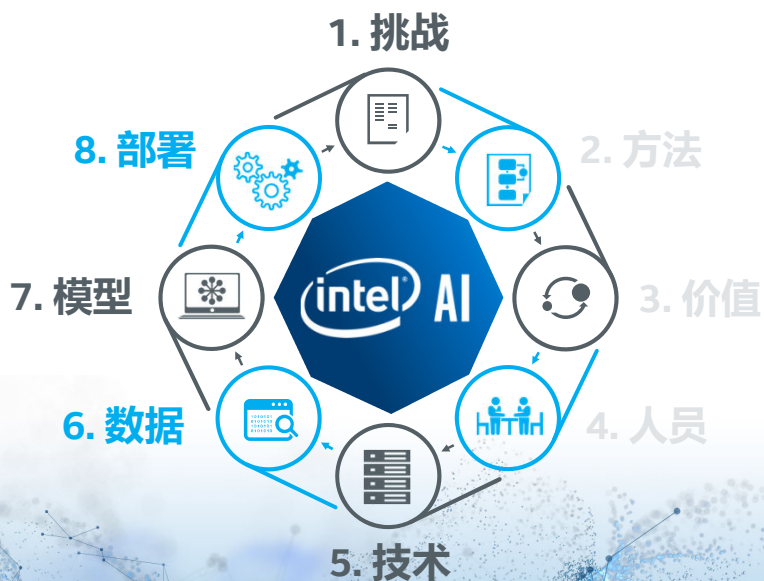 1. 挑战
2. 方法
3. 价值
4. 人员
5. 技术
6. 数据
7. 模型
8. 部署
intel AI